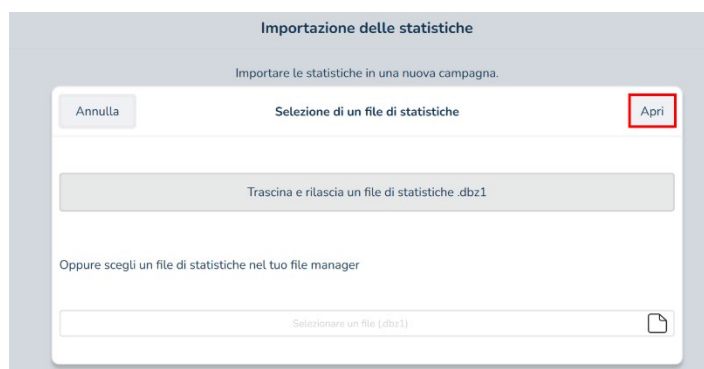 Importazione delle statistiche
Importare le statistiche in una nuova campagna.
Annulla
Selezione di un file di statistiche
Apri
Trascina e rilascia un file di statistiche .dbz1
Oppure scegli un file di statistiche nel tuo file manager
Selezionare un file (.dbz1)